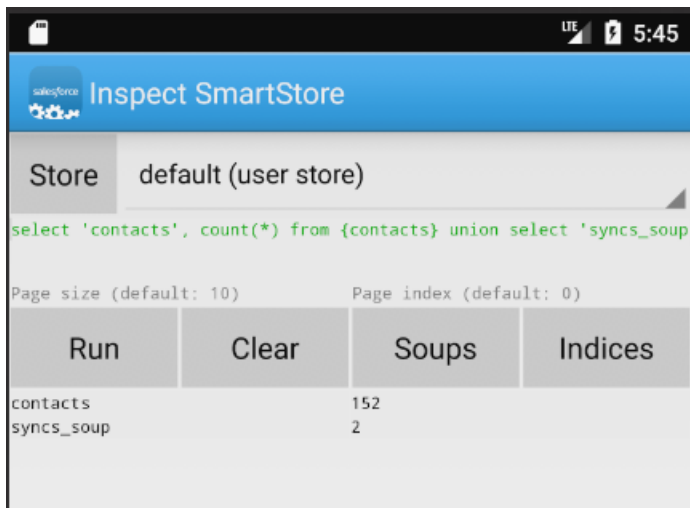 LTE 5:45
salesforce Inspect SmartStore
Store default (user store)
select 'contacts', count(*) from {contacts} union select 'syncs_soup
Page size (default: 10) Page index (default: 0)
Run Clear Soups Indices
contacts 152
syncs_soup 2